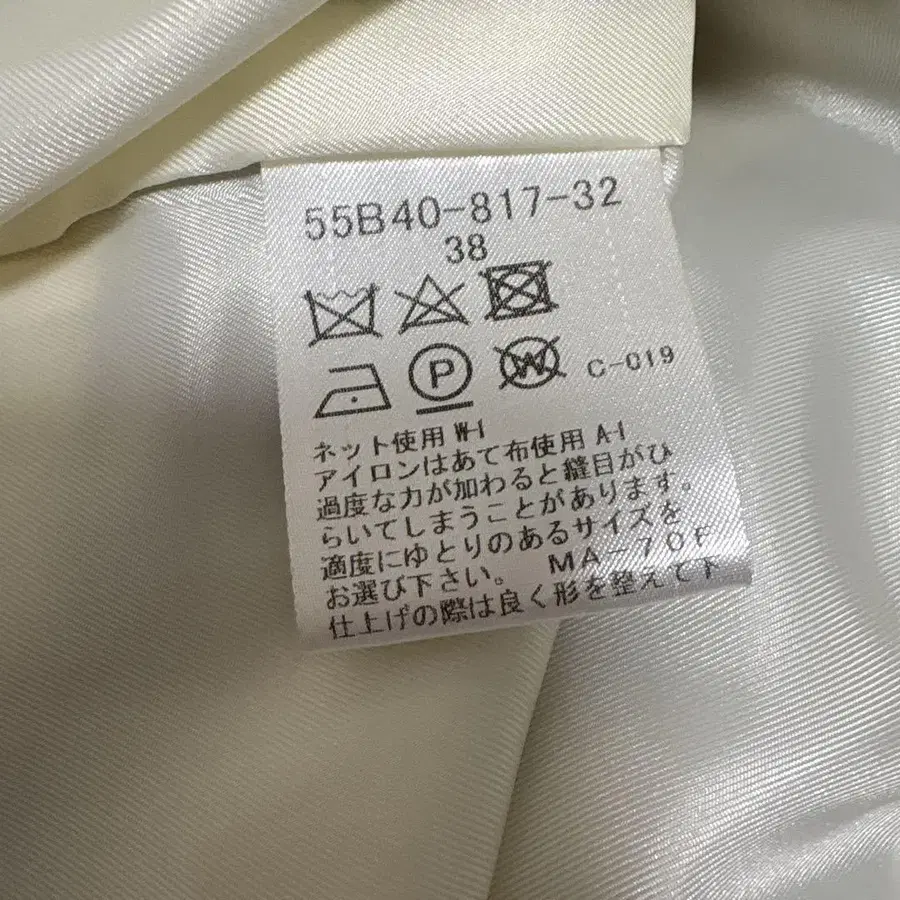 55B40-817-32
38
P W C-019
ネット使用 W-1
アイロンはあて布使用 A-1
過度な力が加わると縫目がひ
らいてしまうことがあります。
適度にゆとりのあるサイズを
お選び下さい。 MA-70F
仕上げの際は良く形を整えて下